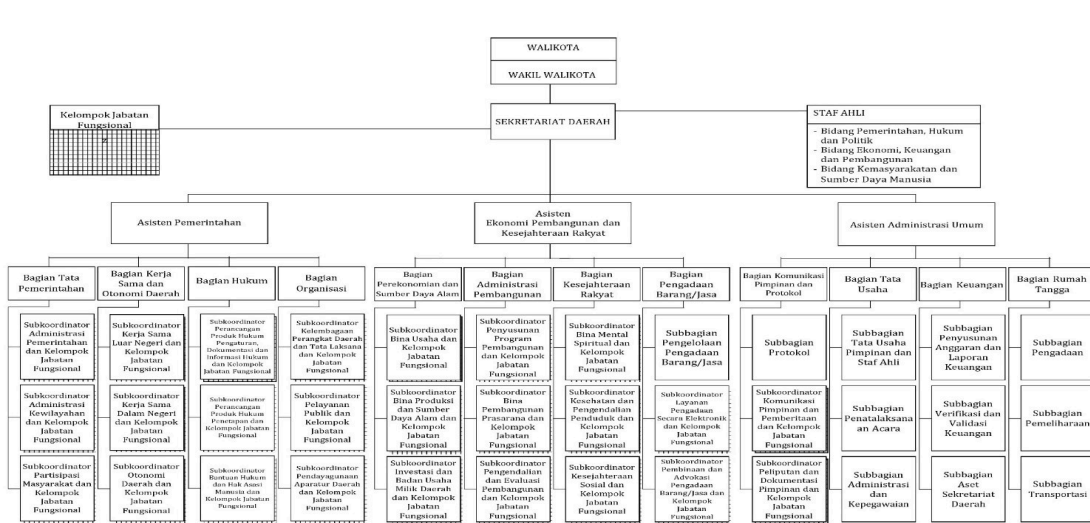 WALIKOTA
WAKIL WALIKOTA
SEKRETARIAT DAERAH
Kelompok Jabatan
Fungsional
STAF AHLI
- Bidang Pemerintahan, Hukum
dan Politik
- Bidang Ekonomi, Keuangan
dan Pembangunan
- Bidang Kemasyarakatan dan
Sumber Daya Manusia
Asisten Pemerintahan
Asisten
Ekonomi Pembangunan dan
Kesejahteraan Rakyat
Asisten Administrasi Umum
Bagian Tata
Pemerintahan
Bagian Kerja
Sama dan
Otonomi Daerah
Bagian Hukum
Bagian
Organisasi
Bagian
Perekonomian dan
Sumber Daya Alam
Bagian
Administrasi
Pembangunan
Bagian
Kesejahteraan
Rakyat
Bagian
Pengadaan
Barang/Jasa
Bagian Komunikasi
Pimpinan dan
Protokol
Bagian Tata
Usaha
Bagian Keuangan
Bagian Rumah
Tangga
Subkoordinator
Administrasi
Pemerintahan
dan Kelompok
Jabatan
Fungsional
Subkoordinator
Kerja Sama
Luar Negeri dan
Kelompok
Jabatan
Fungsional
Subkoordinator
Perancangan
Produk Hukum
Pengaturan,
Dokumentasi dan
Informasi Hukum
dan Kelompok
Jabatan Fungsional
Subkoordinator
Kelembagaan
Perangkat Daerah
dan Tata Laksana
dan Kelompok
Jabatan
Fungsional
Subkoordinator
Bina Usaha dan
Kelompok
Jabatan
Fungsional
Subkoordinator
Penyusunan
Program
Pembangunan
dan Kelompok
Jabatan
Fungsional
Subkoordinator
Bina Mental
Spiritual dan
Kelompok
Jabatan
Fungsional
Subbagian
Pengelolaan
Pengadaan
Barang/Jasa
Subbagian
Protokol
Subbagian
Tata Usaha
Pimpinan dan
Staf Ahli
Subbagian
Penyusunan
Anggaran dan
Laporan
Keuangan
Subbagian
Pengadaan
Subkoordinator
Administrasi
Kewilayahan
dan Kelompok
Jabatan
Fungsional
Subkoordinator
Kerja Sama
Dalam Negeri
dan Kelompok
Jabatan
Fungsional
Subkoordinator
Perancangan
Produk Hukum
Penetapan dan
Kelompok Jabatan
Fungsional
Subkoordinator
Pelayanan
Publik dan
Kelompok
Jabatan
Fungsional
Subkoordinator
Bina Produksi
dan Sumber
Daya Alam dan
Kelompok
Jabatan
Fungsional
Subkoordinator
Bina
Pembangunan
Prasarana dan
Kelompok
Jabatan
Fungsional
Subkoordinator
Kesehatan dan
Pengendalian
Penduduk dan
Kelompok
Jabatan
Fungsional
Subkoordinator
Layanan
Pengadaan
Secara Elektronik
dan Kelompok
Jabatan
Fungsional
Subkoordinator
Komunikasi
Pimpinan dan
Pemberitaan
dan Kelompok
Jabatan
Fungsional
Subbagian
Penatalaksana
an Acara
Subbagian
Verifikasi dan
Validasi
Keuangan
Subbagian
Pemeliharaan
Subkoordinator
Partisipasi
Masyarakat dan
Kelompok
Jabatan
Fungsional
Subkoordinator
Otonomi
Daerah dan
Kelompok
Jabatan
Fungsional
Subkoordinator
Bantuan Hukum
dan Hak Asasi
Manusia dan
Kelompok Jabatan
Fungsional
Subkoordinator
Pendayagunaan
Aparatur Daerah
dan Kelompok
Jabatan
Fungsional
Subkoordinator
Investasi dan
Badan Usaha
Milik Daerah
dan Kelompok
Jabatan
Fungsional
Subkoordinator
Pengendalian
dan Evaluasi
Pembangunan
dan Kelompok
Jabatan
Fungsional
Subkoordinator
Kesejahteraan
Sosial dan
Kelompok
Jabatan
Fungsional
Subkoordinator
Pembinaan dan
Advokasi
Pengadaan
Barang/Jasa dan
Kelompok Jabatan
Fungsional
Subkoordinator
Peliputan dan
Dokumentasi
Pimpinan dan
Kelompok
Jabatan
Fungsional
Subbagian
Administrasi
dan
Kepegawaian
Subbagian
Aset
Sekretariat
Daerah
Subbagian
Transportasi